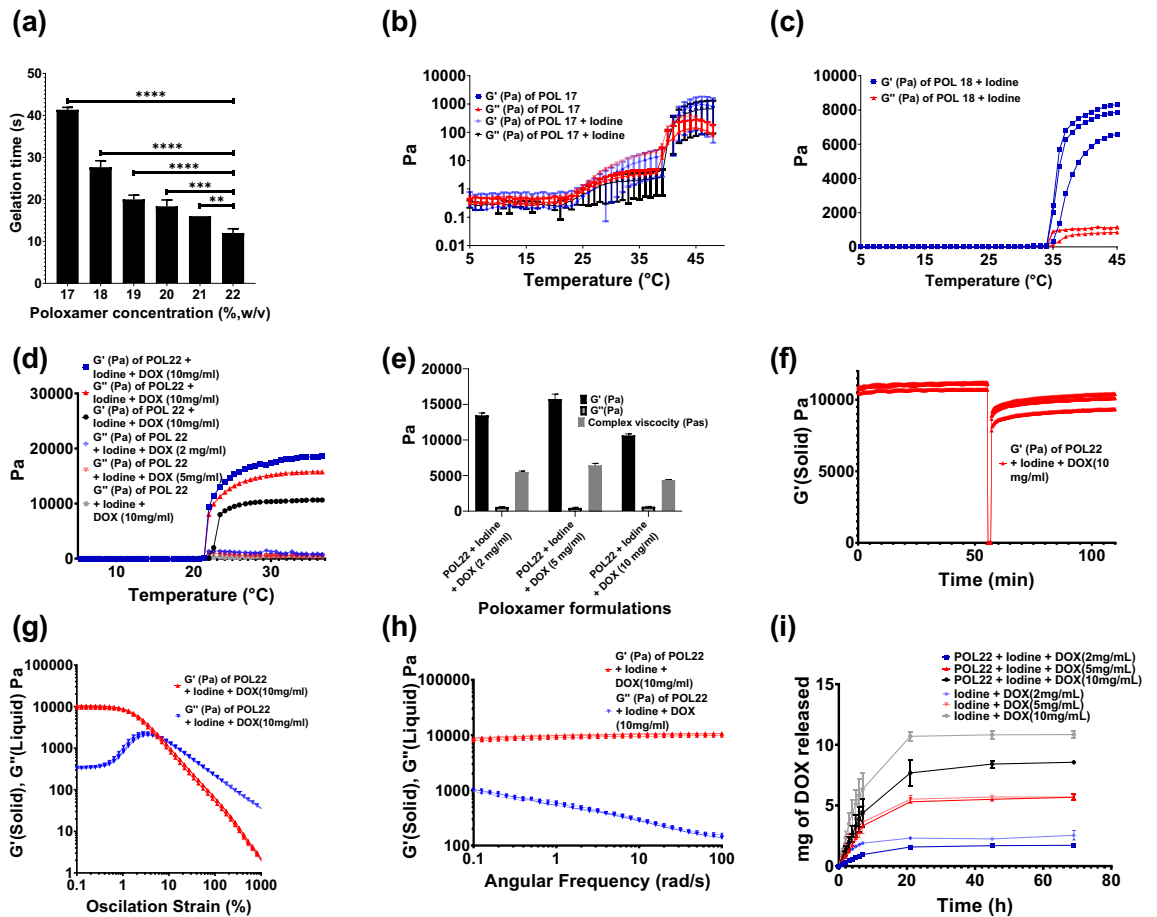 (a)
50
40
30
20
10
0
Gelation time (s)
****
****
****
***
**
17 18 19 20 21 22
Poloxamer concentration (%,w/v)
(b)
10000
1000
100
10
1
0.1
0.01
Pa
G' (Pa) of POL 17
G'' (Pa) of POL 17
G' (Pa) of POL 17 + Iodine
G'' (Pa) of POL 17 + Iodine
5 15 25 35 45
Temperature (°C)
(c)
10000
8000
6000
4000
2000
0
Pa
G' (Pa) of POL 18 + Iodine
G'' (Pa) of POL 18 + Iodine
5 15 25 35 45
Temperature (°C)
(d)
30000
20000
10000
0
Pa
G' (Pa) of POL22 +
Iodine + DOX (10mg/ml)
G'' (Pa) of POL22 +
Iodine + DOX (10mg/ml)
G' (Pa) of POL 22 +
Iodine + DOX (10mg/ml)
G'' (Pa) of POL 22
+ Iodine + DOX (2 mg/ml)
G'' (Pa) of POL 22
+ Iodine + DOX (5mg/ml)
G'' (Pa) of POL 22
+ Iodine +
DOX (10mg/ml)
10 20 30
Temperature (°C)
(e)
20000
15000
10000
5000
0
Pa
G' (Pa)
G''(Pa)
Complex viscocity (Pas)
POL22 + Iodine
+ DOX (2 mg/ml)
POL22 + Iodine
+ DOX (5 mg/ml)
POL22 + Iodine
+ DOX (10 mg/ml)
Poloxamer formulations
(f)
10000
5000
0
G'(Solid) Pa
G' (Pa) of POL22
+ Iodine + DOX(10
mg/ml)
0 50 100
Time (min)
(g)
100000
10000
1000
100
10
1
G'(Solid), G''(Liquid) Pa
G' (Pa) of POL22
+ Iodine + DOX(10mg/ml)
G'' (Pa) of POL22
+ Iodine + DOX(10mg/ml)
0.1 1 10 100 1000
Oscilation Strain (%)
(h)
100000
10000
1000
100
G'(Solid), G''(Liquid) Pa
G' (Pa) of POL22
+ Iodine +
DOX(10mg/ml)
G'' (Pa) of POL22
+ Iodine + DOX
(10mg/ml)
0.1 1 10 100
Angular Frequency (rad/s)
(i)
POL22 + Iodine + DOX(2mg/mL)
POL22 + Iodine + DOX(5mg/mL)
POL22 + Iodine + DOX(10mg/mL)
Iodine + DOX(2mg/mL)
Iodine + DOX(5mg/mL)
Iodine + DOX(10mg/mL)
15
10
5
0
mg of DOX released
0 20 40 60 80
Time (h)